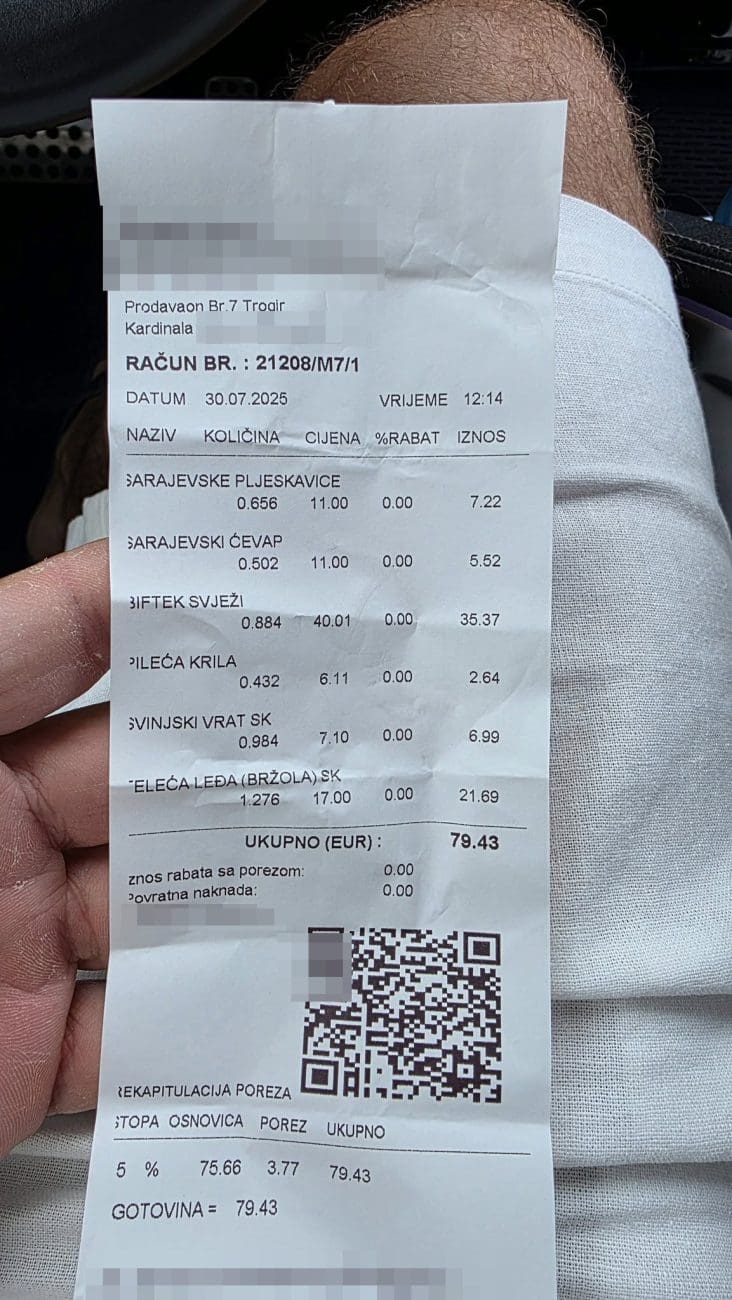 Prodavaon Br.7 Trogir
Kardinala
RAČUN BR. : 21208/M7/1
DATUM 30.07.2025 VRIJEME 12:14
NAZIV KOLIČINA CIJENA %RABAT IZNOS
SARAJEVSKE PLJESKAVICE
0.656 11.00 0.00 7.22
SARAJEVSKI ĆEVAP
0.502 11.00 0.00 5.52
BIFTEK SVJEŽI
0.884 40.01 0.00 35.37
PILEĆA KRILA
0.432 6.11 0.00 2.64
SVINJSKI VRAT SK
0.984 7.10 0.00 6.99
TELEĆA LEĐA (BRŽOLA) SK
1.276 17.00 0.00 21.69
UKUPNO (EUR) : 79.43
znos rabata sa porezom: 0.00
Povratna naknada: 0.00
REKAPITULACIJA POREZA
STOPA OSNOVICA POREZ UKUPNO
5 % 75.66 3.77 79.43
GOTOVINA = 79.43